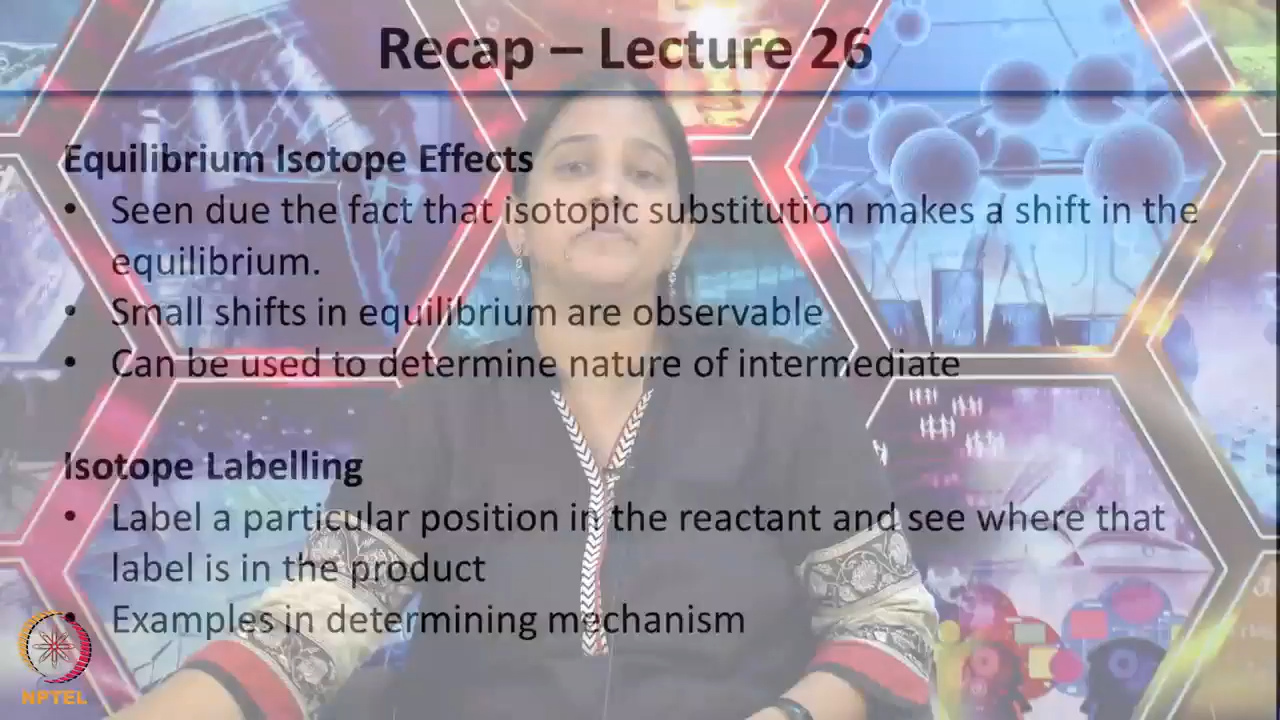 Recap – Lecture 26
Equilibrium Isotope Effects
• Seen due the fact that isotopic substitution makes a shift in the
equilibrium.
• Small shifts in equilibrium are observable
• Can be used to determine nature of intermediate
Isotope Labelling
• Label a particular position in the reactant and see where that
label is in the product
• Examples in determining mechanism
NPTEL